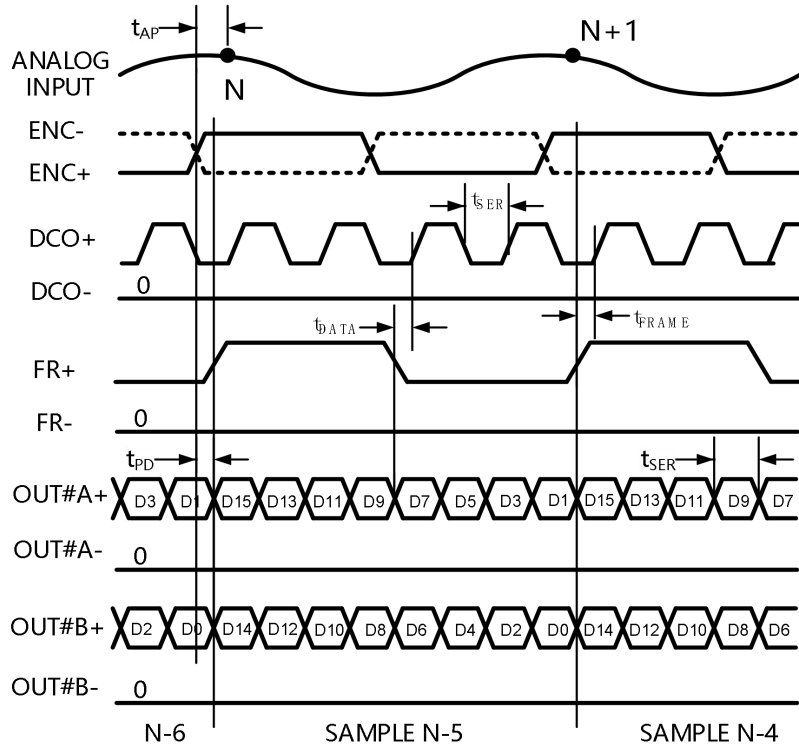 tAP
N+1
ANALOG
INPUT
N
ENC-
ENC+
tSER
DCO+
DCO-
0
tDATA
tFRAME
FR+
FR-
0
tPD
tSER
OUT#A+
D3 D1 D15 D13 D11 D9 D7 D5 D3 D1 D15 D13 D11 D9 D7
OUT#A-
0
OUT#B+
D2 D0 D14 D12 D10 D8 D6 D4 D2 D0 D14 D12 D10 D8 D6
OUT#B-
0
N-6 SAMPLE N-5 SAMPLE N-4